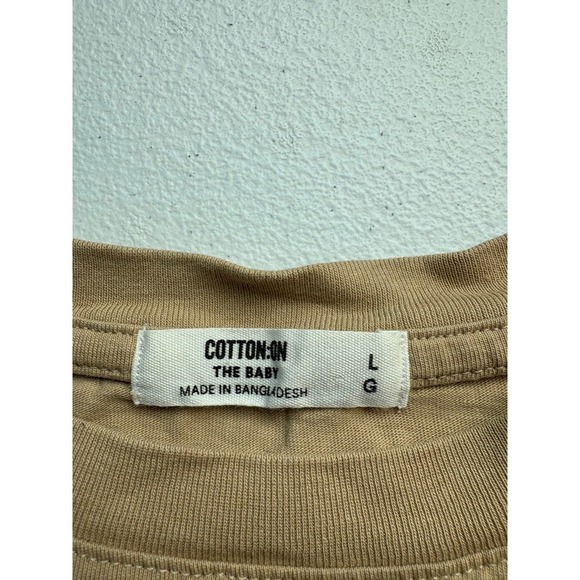 COTTON:ON
THE BABY
MADE IN BANGLADESH
L
G